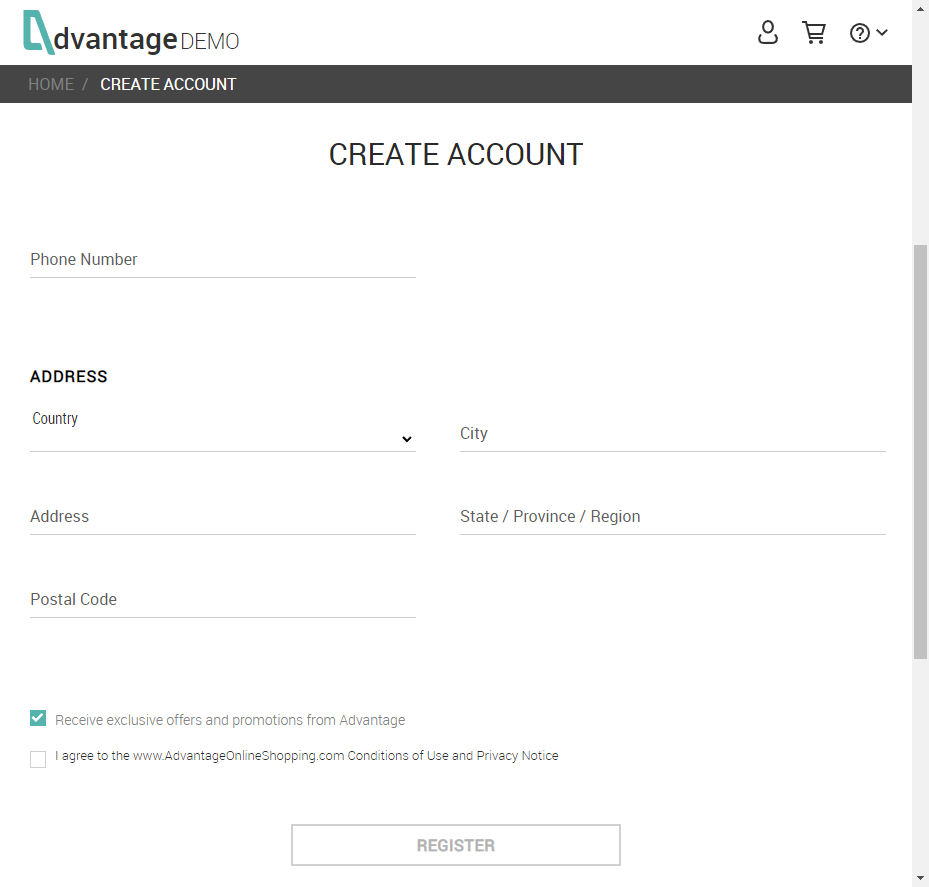 dvantage DEMO
HOME / CREATE ACCOUNT
CREATE ACCOUNT
Phone Number
ADDRESS
Country
City
Address
State / Province / Region
Postal Code
Receive exclusive offers and promotions from Advantage
I agree to the www.AdvantageOnlineShopping.com Conditions of Use and Privacy Notice
REGISTER